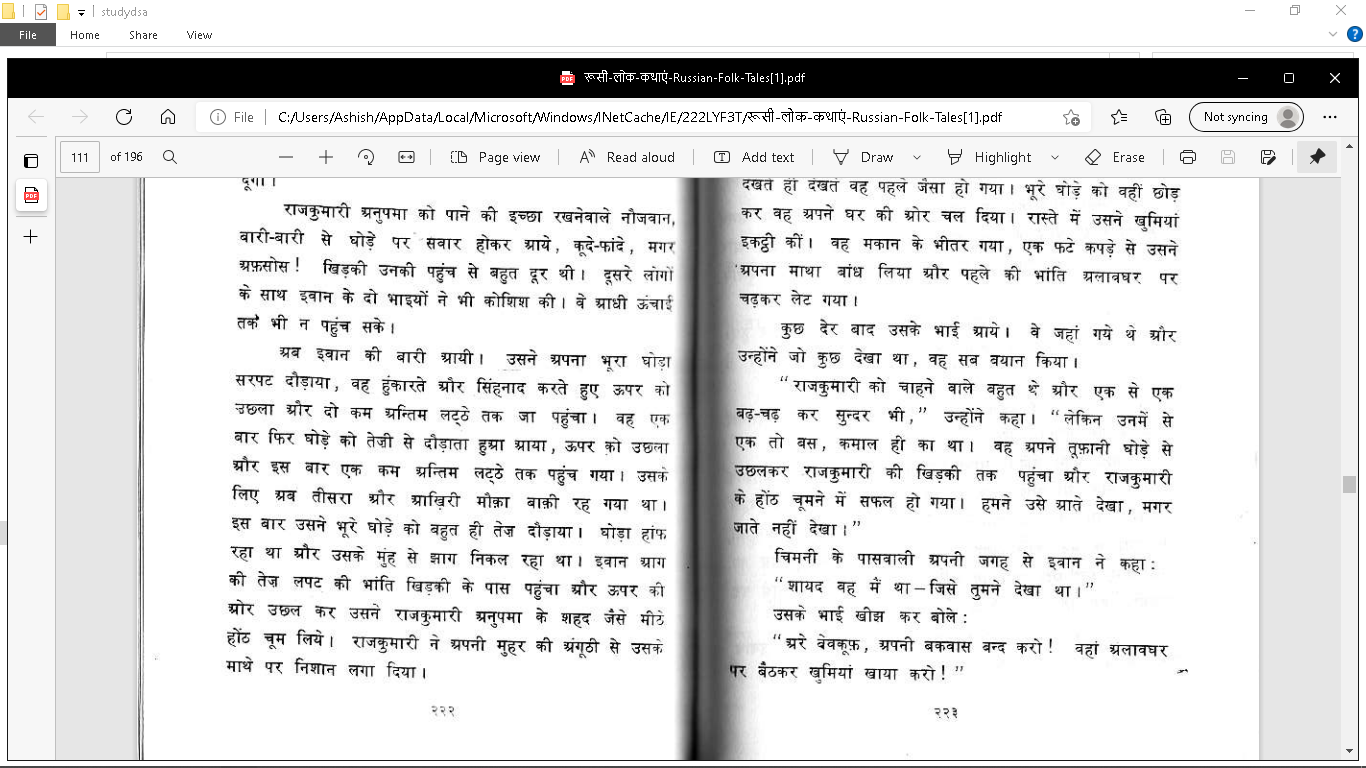 studydsa
File Home Share View
रूसी-लोक-कथाएं-Russian-Folk-Tales[1].pdf
File C:/Users/Ashish/AppData/Local/Microsoft/Windows/INetCache/IE/222LYF3T/रूसी-लोक-कथाएं-Russian-Folk-Tales[1].pdf Not syncing
111 of 196 Page view Read aloud Add text Draw Highlight Erase
दूंगी।
राजकुमारी अनुपमा को पाने की इच्छा रखनेवाले नौजवान,
बारी-बारी से घोड़े पर सवार होकर आये, कूदे-फांदे, मगर
अफ़सोस! खिड़की उनकी पहुंच से बहुत दूर थी। दूसरे लोगों
के साथ इवान के दो भाइयों ने भी कोशिश की। वे आधी ऊंचाई
तक भी न पहुंच सके।
अब इवान की बारी आयी। उसने अपना भूरा घोड़ा
सरपट दौड़ाया, वह हुंकारते और सिंहनाद करते हुए ऊपर को
उछला और दो कम अन्तिम लट्ठे तक जा पहुंचा। वह एक
बार फिर घोड़े को तेज़ी से दौड़ाता हुआ आया, ऊपर को उछला
और इस बार एक कम अन्तिम लट्ठे तक पहुंच गया। उसके
लिए अब तीसरा और आख़िरी मौक़ा बाक़ी रह गया था।
इस बार उसने भूरे घोड़े को बहुत ही तेज़ दौड़ाया। घोड़ा हांफ
रहा था और उसके मुंह से झाग निकल रहा था। इवान आग
की तेज़ लपट की भांति खिड़की के पास पहुंचा और ऊपर की
ओर उछल कर उसने राजकुमारी अनुपमा के शहद जैसे मीठे
होंठ चूम लिये। राजकुमारी ने अपनी मुहर की अंगूठी से उसके
माथे पर निशान लगा दिया।
२२२
देखते ही देखते वह पहले जैसा हो गया। भूरे घोड़े को वहीं छोड़
कर वह अपने घर की ओर चल दिया। रास्ते में उसने खुमियां
इकट्ठी कीं। वह मकान के भीतर गया, एक फटे कपड़े से उसने
अपना माथा बांध लिया और पहले की भांति अलावघर पर
चढ़कर लेट गया।
कुछ देर बाद उसके भाई आये। वे जहां गये थे और
उन्होंने जो कुछ देखा था, वह सब बयान किया।
“राजकुमारी को चाहने वाले बहुत थे और एक से एक
बढ़-चढ़ कर सुन्दर भी,” उन्होंने कहा। “लेकिन उनमें से
एक तो बस, कमाल ही का था। वह अपने तूफ़ानी घोड़े से
उछलकर राजकुमारी की खिड़की तक पहुंचा और राजकुमारी
के होंठ चूमने में सफल हो गया। हमने उसे आते देखा, मगर
जाते नहीं देखा।”
चिमनी के पासवाली अपनी जगह से इवान ने कहा:
“शायद वह मैं था – जिसे तुमने देखा था।”
उसके भाई खीझ कर बोले:
“अरे बेवकूफ़, अपनी बकवास बन्द करो! वहां अलावघर
पर बैठकर खुमियां खाया करो!”
२२३